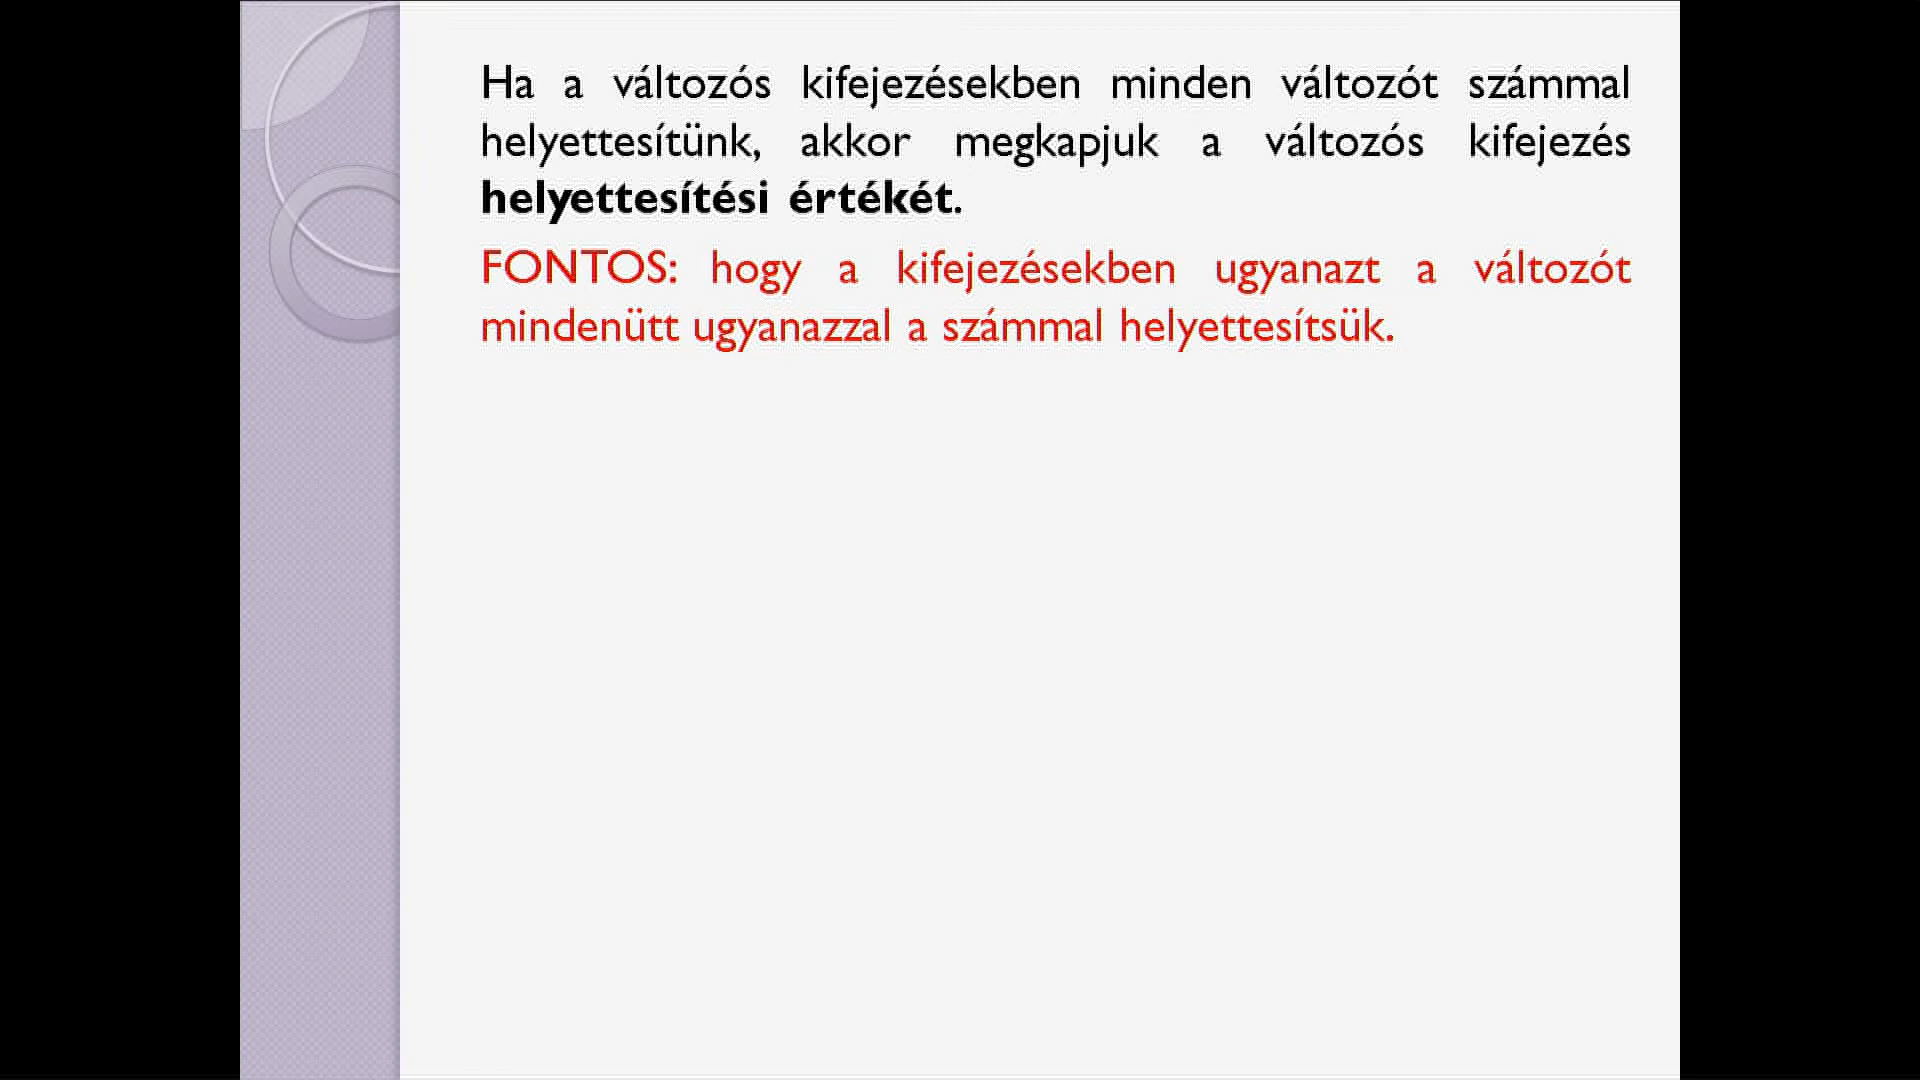 Ha a változós kifejezésekben minden változót számmal
helyettesítünk, akkor megkapjuk a változós kifejezés
helyettesítési értékét.
FONTOS: hogy a kifejezésekben ugyanazt a változót
mindenütt ugyanazzal a számmal helyettesítsük.